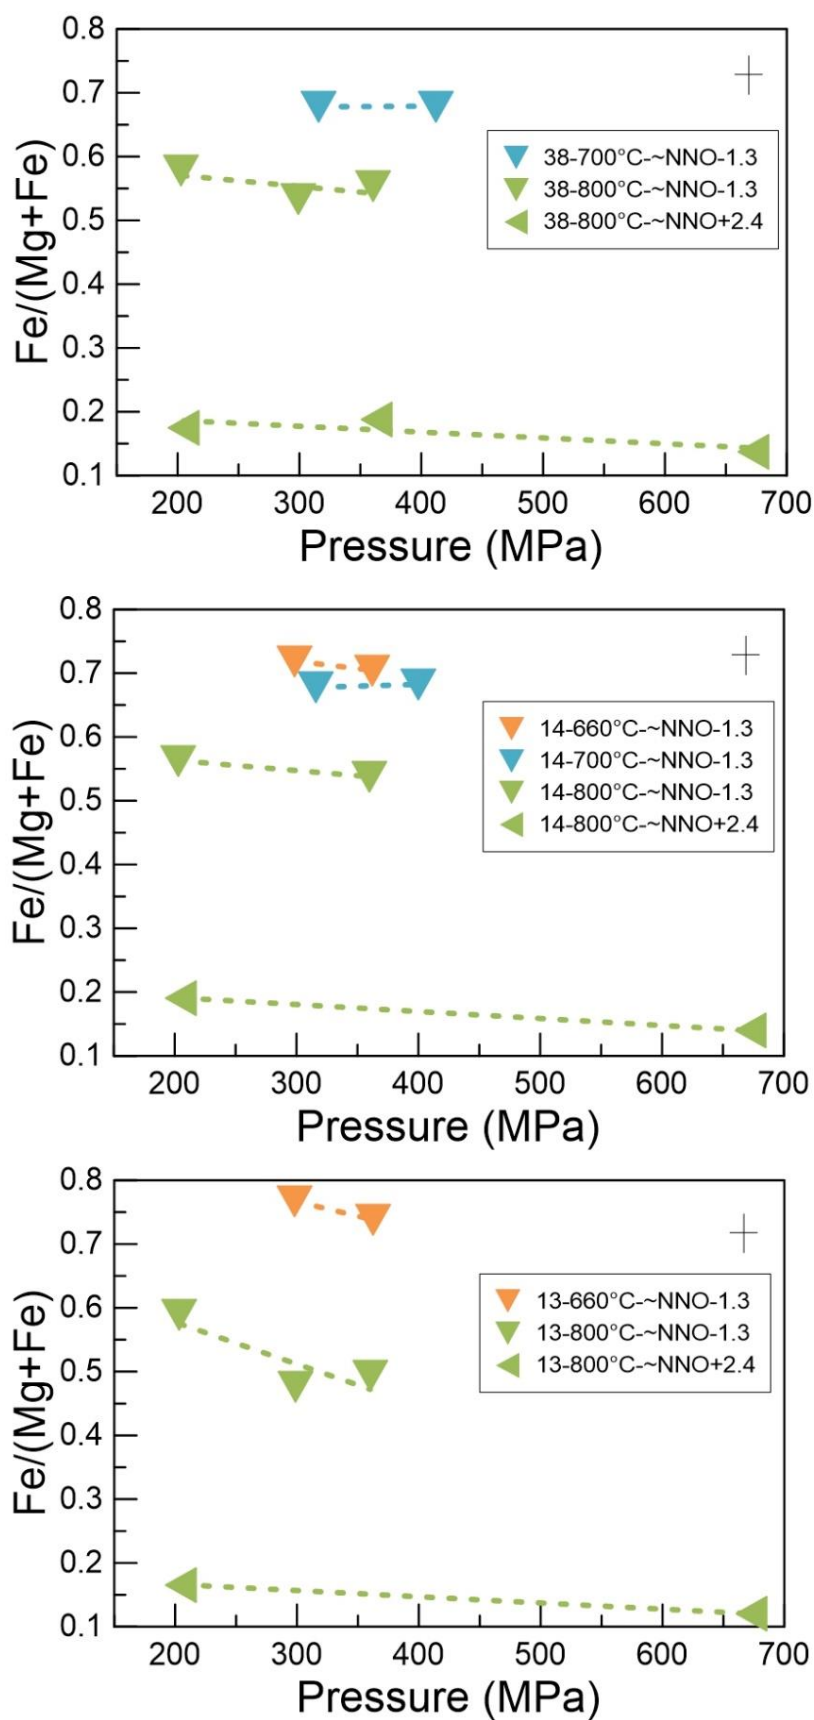 0.8
0.7
0.6
0.5
0.4
0.3
0.2
0.1
Fe/(Mg+Fe)
38-700°C-~NNO-1.3
38-800°C-~NNO-1.3
38-800°C-~NNO+2.4
200 300 400 500 600 700
Pressure (MPa)
0.8
0.7
0.6
0.5
0.4
0.3
0.2
0.1
Fe/(Mg+Fe)
14-660°C-~NNO-1.3
14-700°C-~NNO-1.3
14-800°C-~NNO-1.3
14-800°C-~NNO+2.4
200 300 400 500 600 700
Pressure (MPa)
0.8
0.7
0.6
0.5
0.4
0.3
0.2
0.1
Fe/(Mg+Fe)
13-660°C-~NNO-1.3
13-800°C-~NNO-1.3
13-800°C-~NNO+2.4
200 300 400 500 600 700
Pressure (MPa)